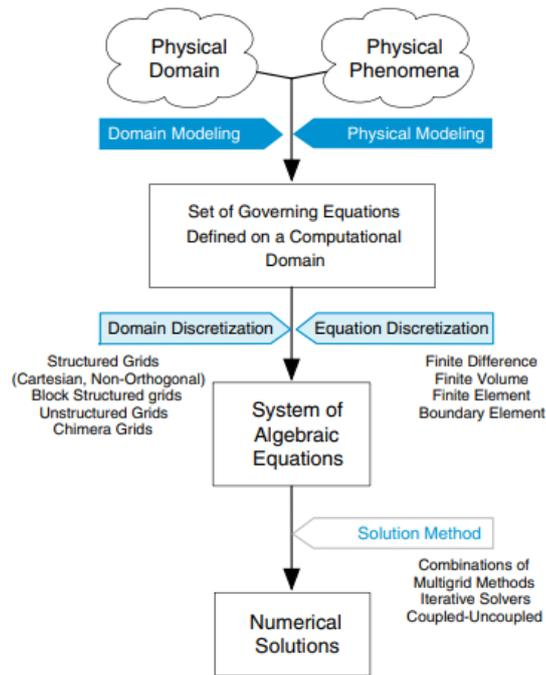 Physical
Domain
Physical
Phenomena
Domain Modeling
Physical Modeling
Set of Governing Equations
Defined on a Computational
Domain
Domain Discretization
Equation Discretization
Structured Grids
(Cartesian, Non-Orthogonal)
Block Structured grids
Unstructured Grids
Chimera Grids
Finite Difference
Finite Volume
Finite Element
Boundary Element
System of
Algebraic
Equations
Solution Method
Combinations of
Multigrid Methods
Iterative Solvers
Coupled-Uncoupled
Numerical
Solutions